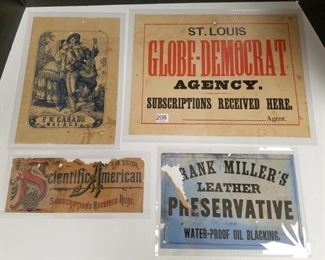 F. N. CASADO.
MALAGA
ST. LOUIS
GLOBE-DEMOCRAT
AGENCY.
SUBSCRIPTIONS RECEIVED HERE.
208
Agent.
Scientific American
SUBSCRIPTIONS RECEIVED HERE.
RANK MILLER'S
LEATHER
PRESERVATIVE
AND
WATER-PROOF OIL BLACKING.